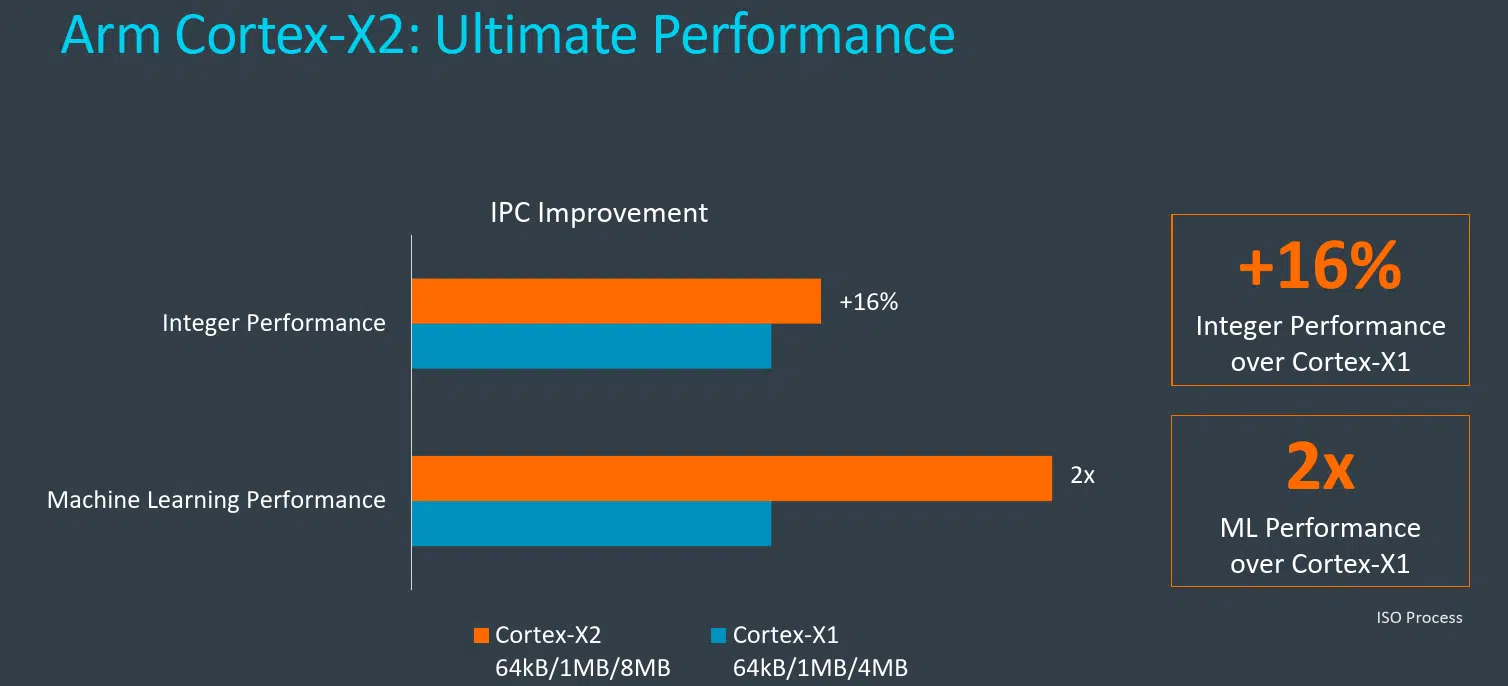 Arm Cortex-X2: Ultimate Performance
IPC Improvement
Integer Performance
+16%
Machine Learning Performance
2x
Cortex-X2
64kB/1MB/8MB
Cortex-X1
64kB/1MB/4MB
+16%
Integer Performance
over Cortex-X1
2x
ML Performance
over Cortex-X1
ISO Process